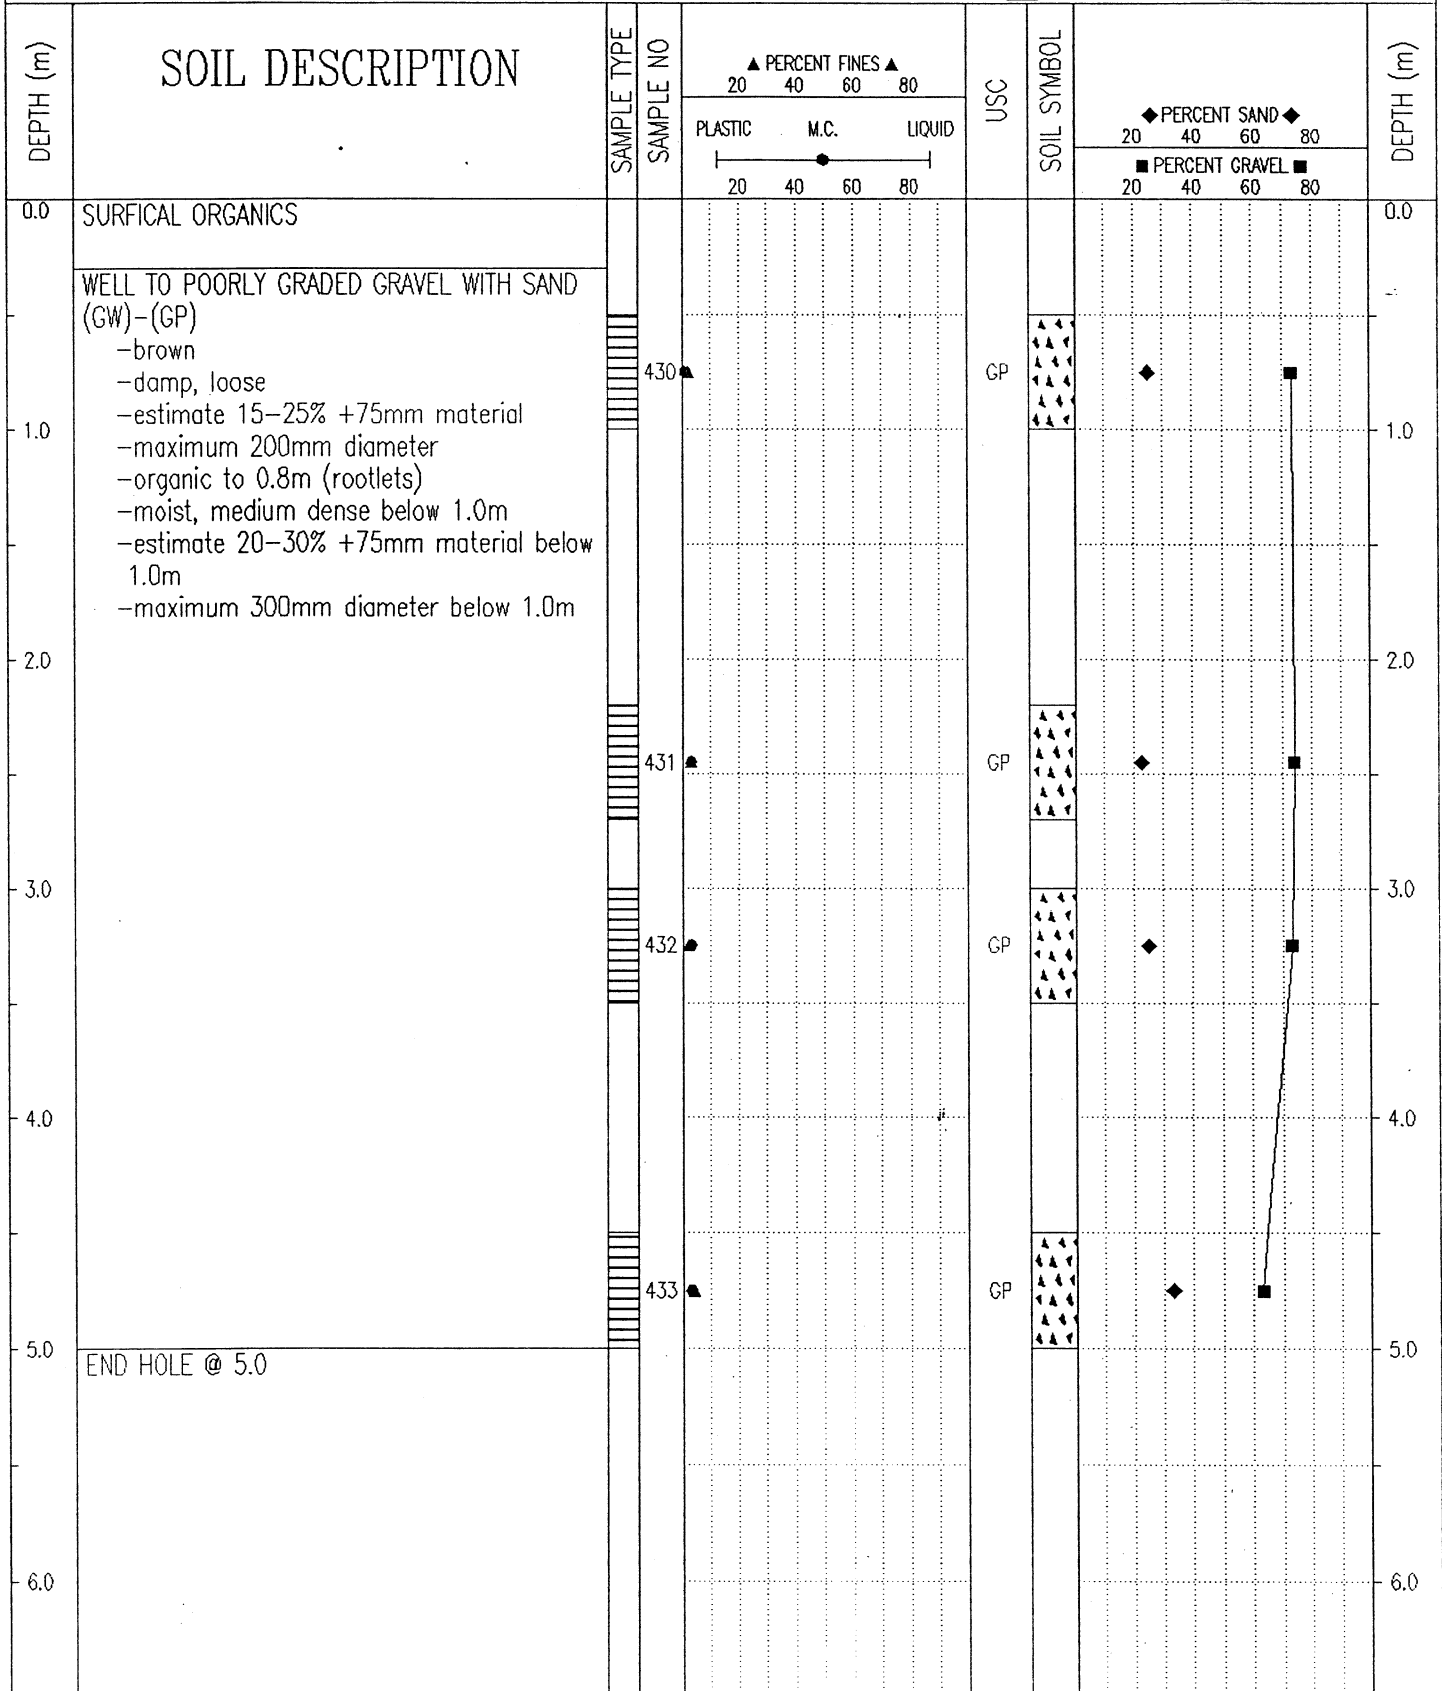 DEPTH (m)
SOIL DESCRIPTION
SAMPLE TYPE
SAMPLE NO
▲ PERCENT FINES ▲
20 40 60 80
PLASTIC M.C. LIQUID
20 40 60 80
USC
SOIL SYMBOL
◆ PERCENT SAND ◆
20 40 60 80
■ PERCENT GRAVEL ■
20 40 60 80
DEPTH (m)
0.0 SURFICAL ORGANICS 0.0
WELL TO POORLY GRADED GRAVEL WITH SAND
(GW)-(GP)
-brown
430 GP
-damp, loose
-estimate 15-25% +75mm material
1.0 1.0
-maximum 200mm diameter
-organic to 0.8m (rootlets)
-moist, medium dense below 1.0m
-estimate 20-30% +75mm material below
1.0m
-maximum 300mm diameter below 1.0m
2.0 2.0
431 GP
3.0 3.0
432 GP
4.0 4.0
433 GP
5.0 5.0
END HOLE @ 5.0
6.0 6.0